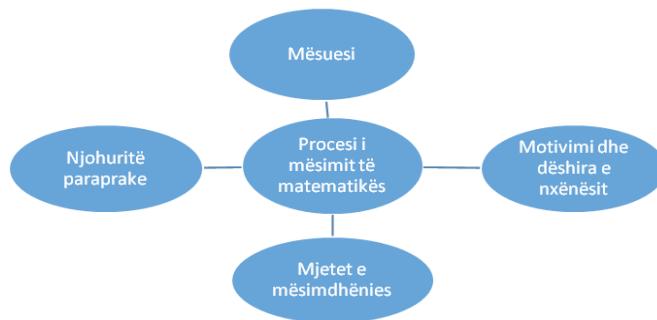 Mësuesi
Njohuritë
paraprake
Procesi i
mësimit të
matematikës
Motivimi dhe
dëshira e
nxënësit
Mjetet e
mësimdhënies